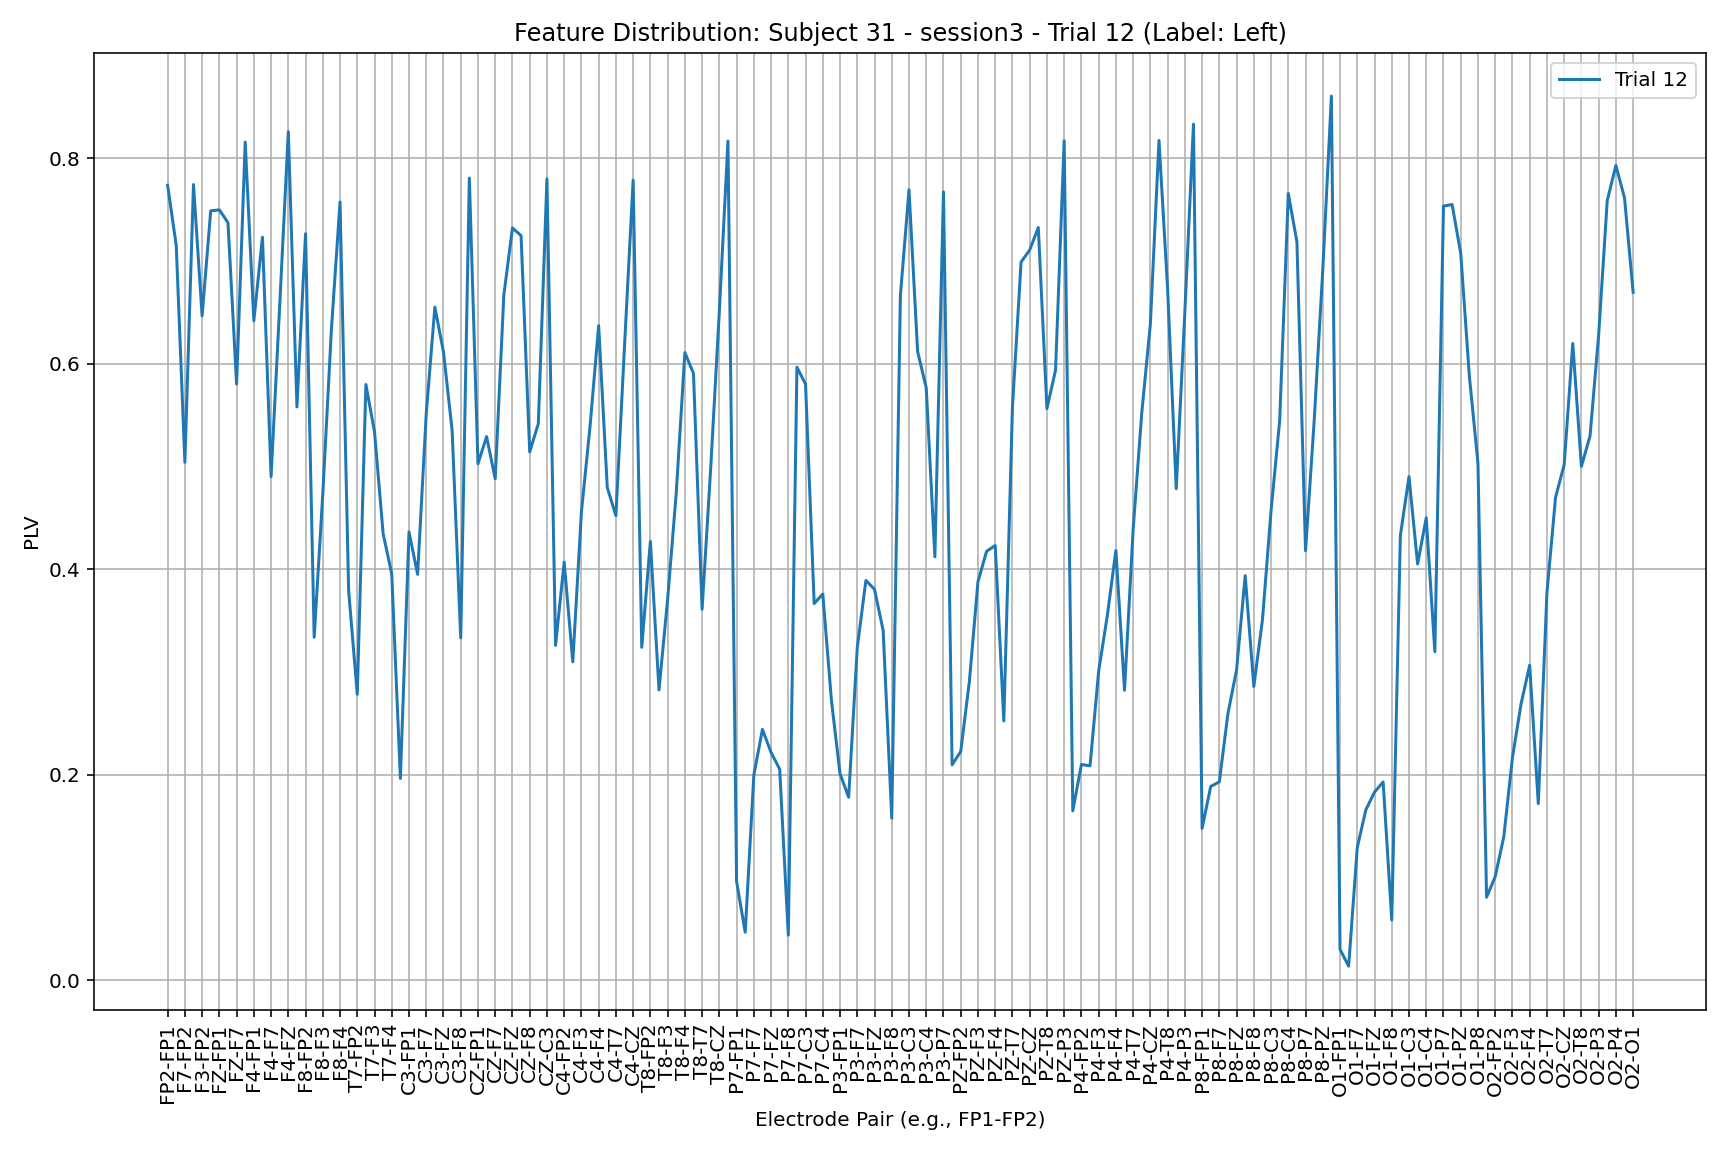 Feature Distribution: Subject 31 - session3 - Trial 12 (Label: Left)
Trial 12
PLV
0.8
0.6
0.4
0.2
0.0
FP2-FP1
F7-FP2
F3-FP2
FZ-FP1
FZ-F7
F4-FP1
F4-F7
F4-FZ
F8-FP2
F8-F3
F8-F4
T7-FP2
T7-F3
T7-F4
C3-FP1
C3-F7
C3-FZ
C3-F8
CZ-FP1
CZ-F7
CZ-FZ
CZ-F8
CZ-C3
C4-FP2
C4-F3
C4-F4
C4-T7
C4-CZ
T8-FP2
T8-F3
T8-F4
T8-T7
T8-CZ
P7-FP1
P7-F7
P7-FZ
P7-F8
P7-C3
P7-C4
P3-FP1
P3-F7
P3-FZ
P3-F8
P3-C3
P3-C4
P3-P7
PZ-FP2
PZ-F3
PZ-F4
PZ-T7
PZ-CZ
PZ-T8
PZ-P3
P4-FP2
P4-F3
P4-F4
P4-T7
P4-CZ
P4-T8
P4-P3
P8-FP1
P8-F7
P8-FZ
P8-F8
P8-C3
P8-C4
P8-P7
P8-PZ
O1-FP1
O1-F7
O1-FZ
O1-F8
O1-C3
O1-C4
O1-P7
O1-PZ
O1-P8
O2-FP2
O2-F3
O2-F4
O2-T7
O2-CZ
O2-T8
O2-P3
O2-P4
O2-O1
Electrode Pair (e.g., FP1-FP2)